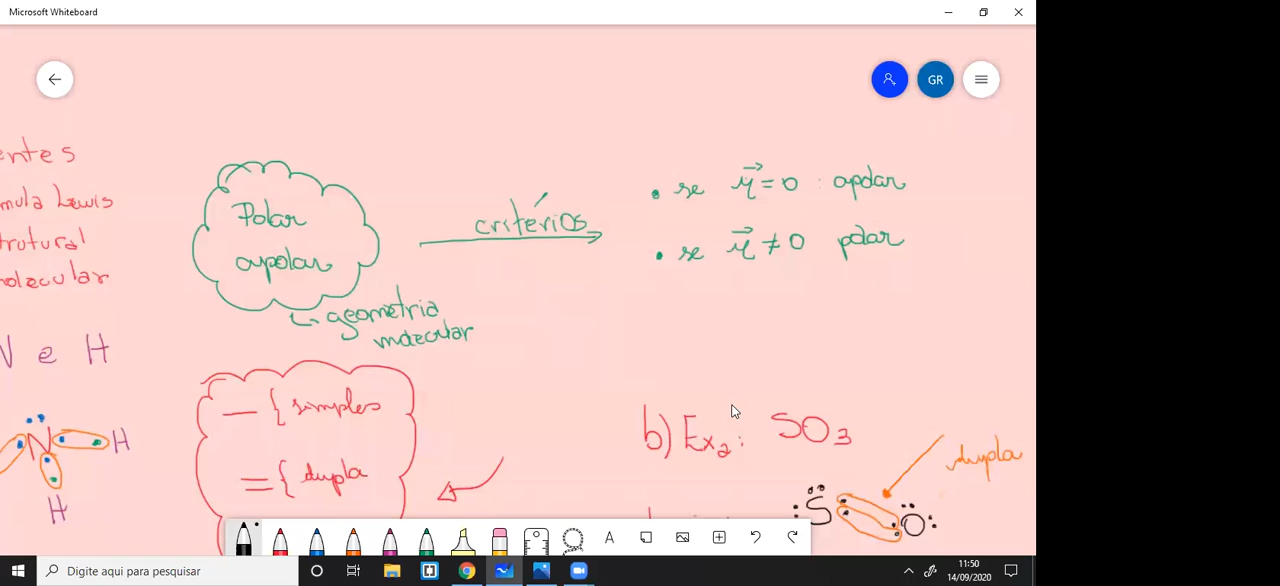 Microsoft Whiteboard
GR
entes
mula Lewis
trutural
molecular
N e H
Polar
apolar
geometria
molecular
critérios
• se μ⃗ = 0 : apolar
• se μ⃗ ≠ 0 polar
— { simples
= { dupla
N H
H
b) Ex2: SO3
dupla
S O
A
Digite aqui para pesquisar
11:50
14/09/2020